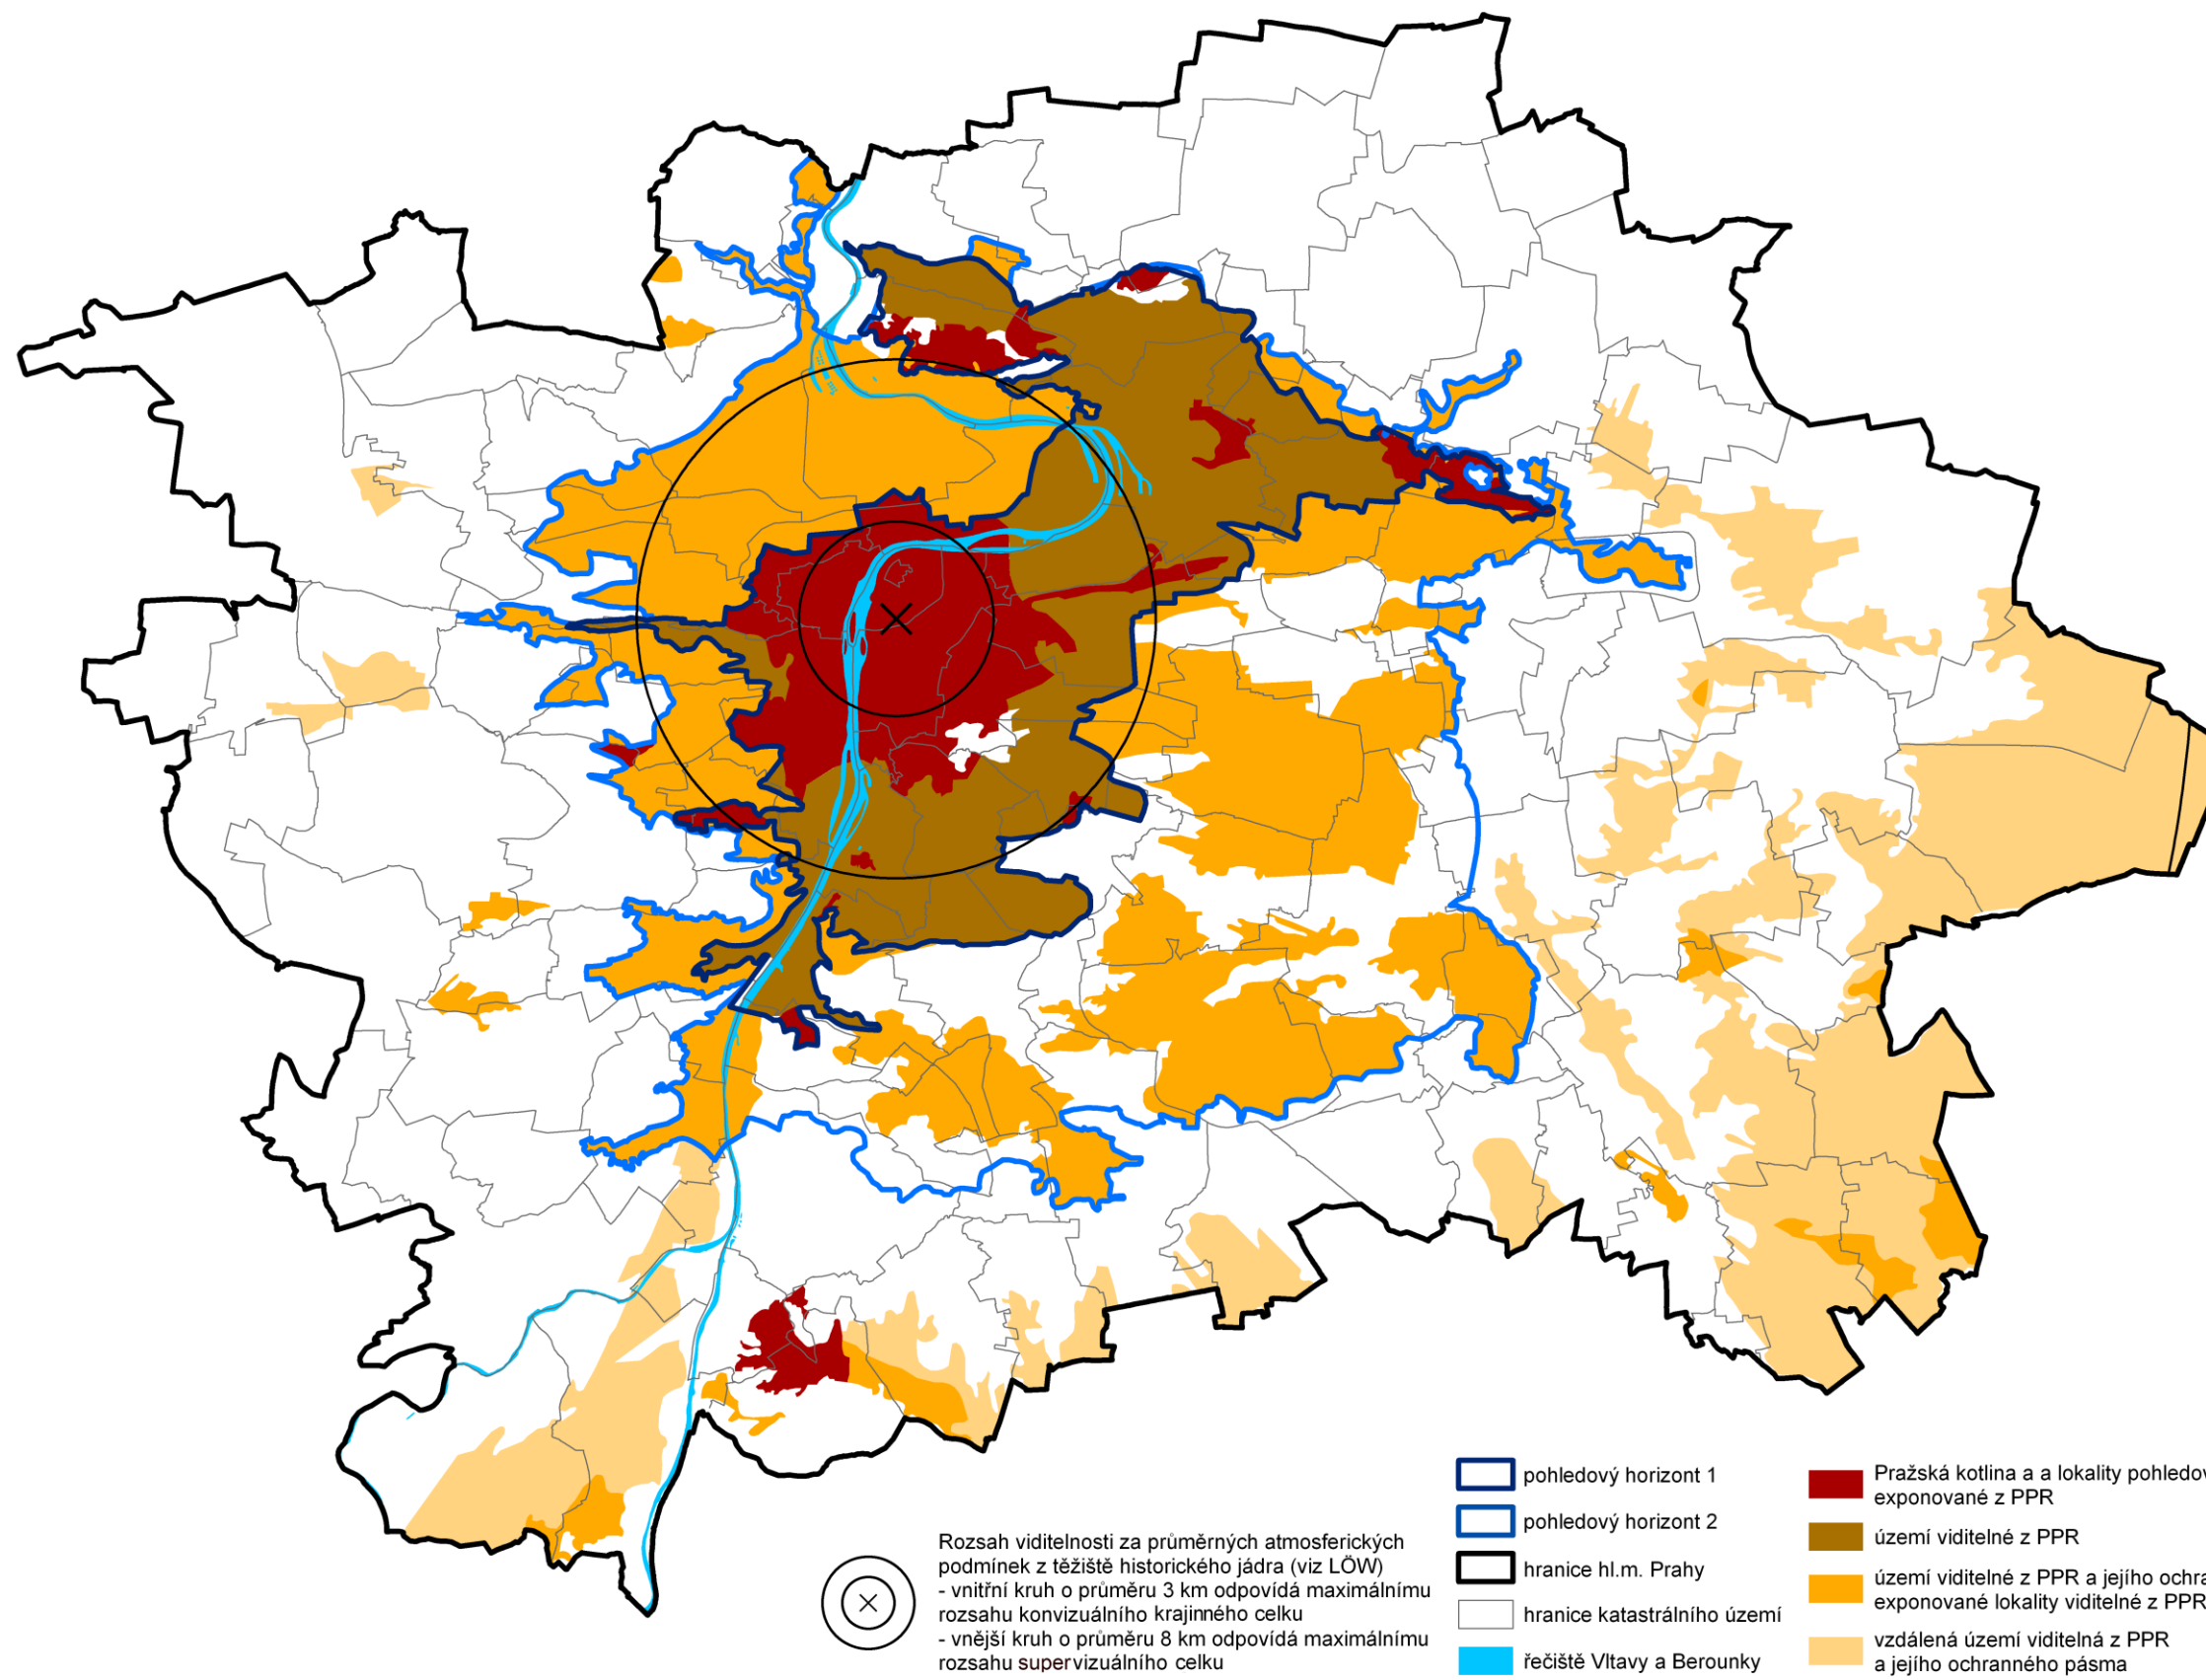 Rozsah viditelnosti za průměrných atmosferických
podmínek z těžiště historického jádra (viz LÖW)
- vnitřní kruh o průměru 3 km odpovídá maximálnímu
rozsahu konvizuálního krajinného celku
- vnější kruh o průměru 8 km odpovídá maximálnímu
rozsahu supervizuálního celku
pohledový horizont 1
pohledový horizont 2
hranice hl.m. Prahy
hranice katastrálního území
řečiště Vltavy a Berounky
Pražská kotlina a a lokality pohledov
exponované z PPR
území viditelné z PPR
území viditelné z PPR a jejího ochra
exponované lokality viditelné z PPR
vzdálená území viditelná z PPR
a jejího ochranného pásma